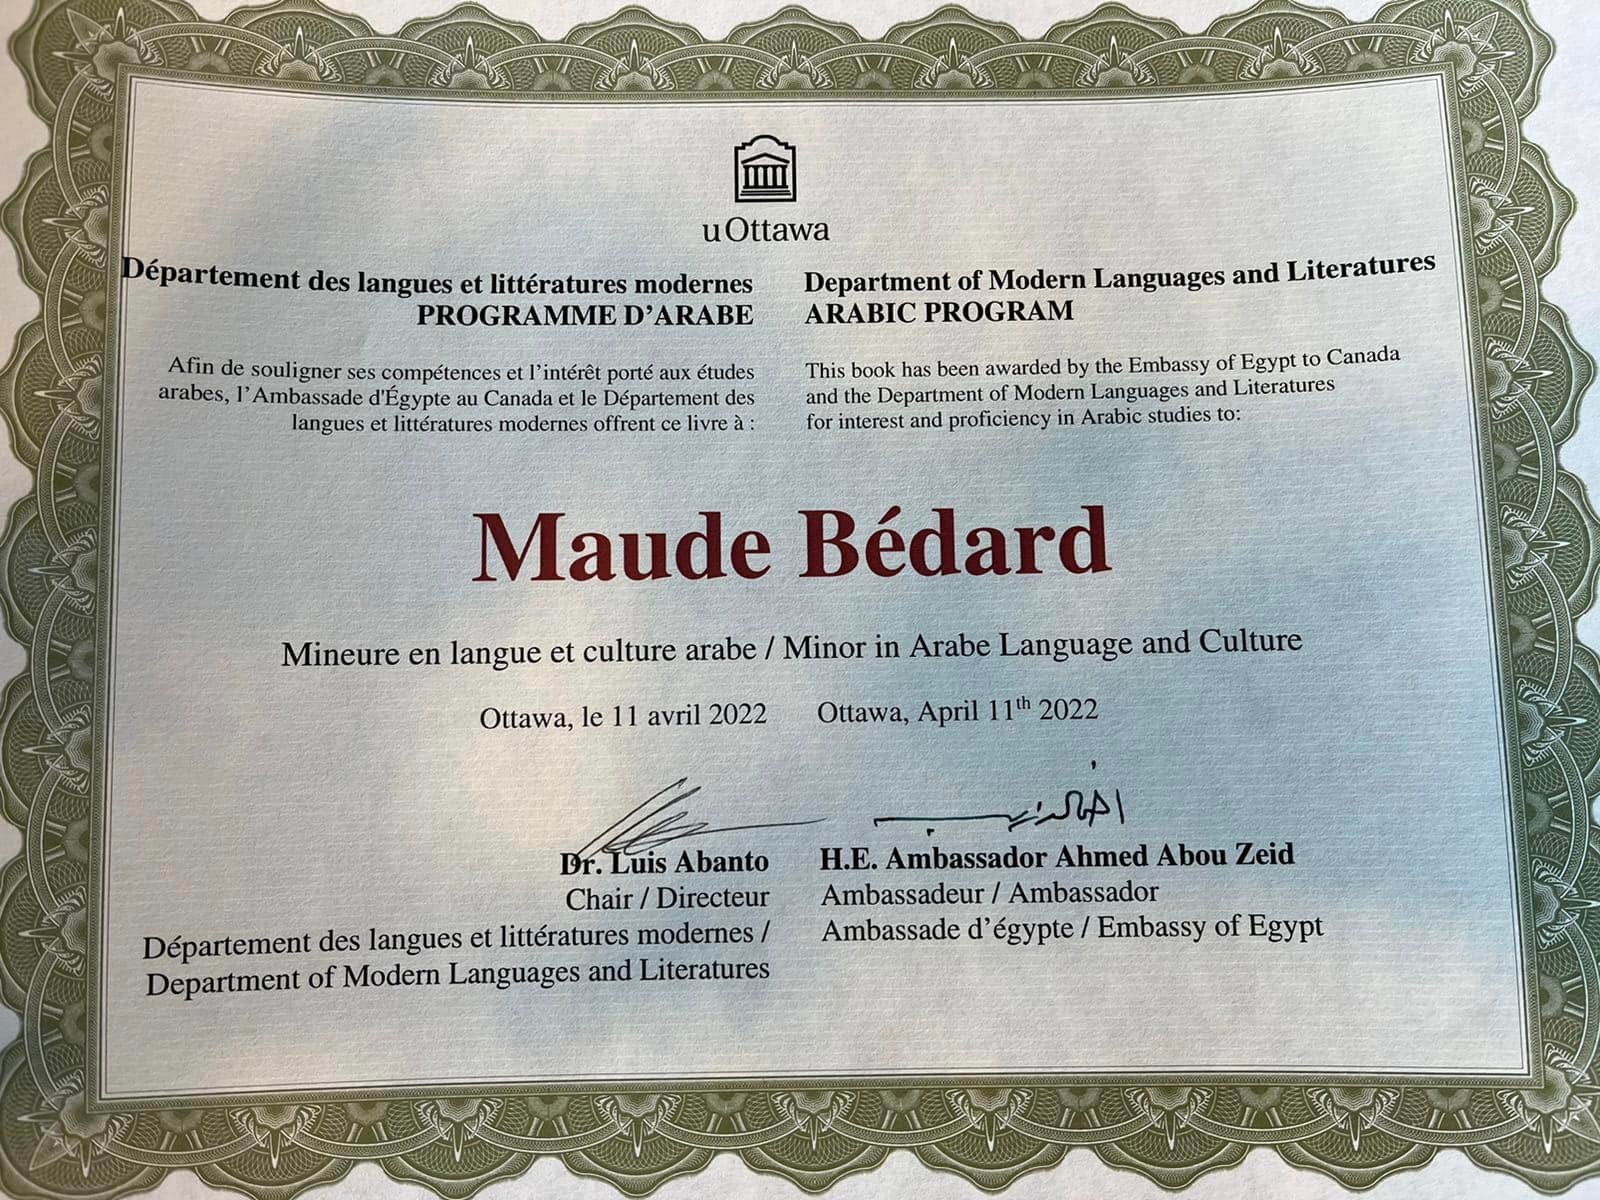 uOttawa
Département des langues et littératures modernes
PROGRAMME D'ARABE
Afin de souligner ses compétences et l'intérêt porté aux études
arabes, l'Ambassade d'Égypte au Canada et le Département des
langues et littératures modernes offrent ce livre à :
Department of Modern Languages and Literatures
ARABIC PROGRAM
This book has been awarded by the Embassy of Egypt to Canada
and the Department of Modern Languages and Literatures
for interest and proficiency in Arabic studies to:
Maude Bédard
Mineure en langue et culture arabe / Minor in Arabe Language and Culture
Ottawa, le 11 avril 2022
Ottawa, April 11th 2022
Dr. Luis Abanto
Chair / Directeur
Département des langues et littératures modernes /
Department of Modern Languages and Literatures
H.E. Ambassador Ahmed Abou Zeid
Ambassadeur / Ambassador
Ambassade d'égypte / Embassy of Egypt